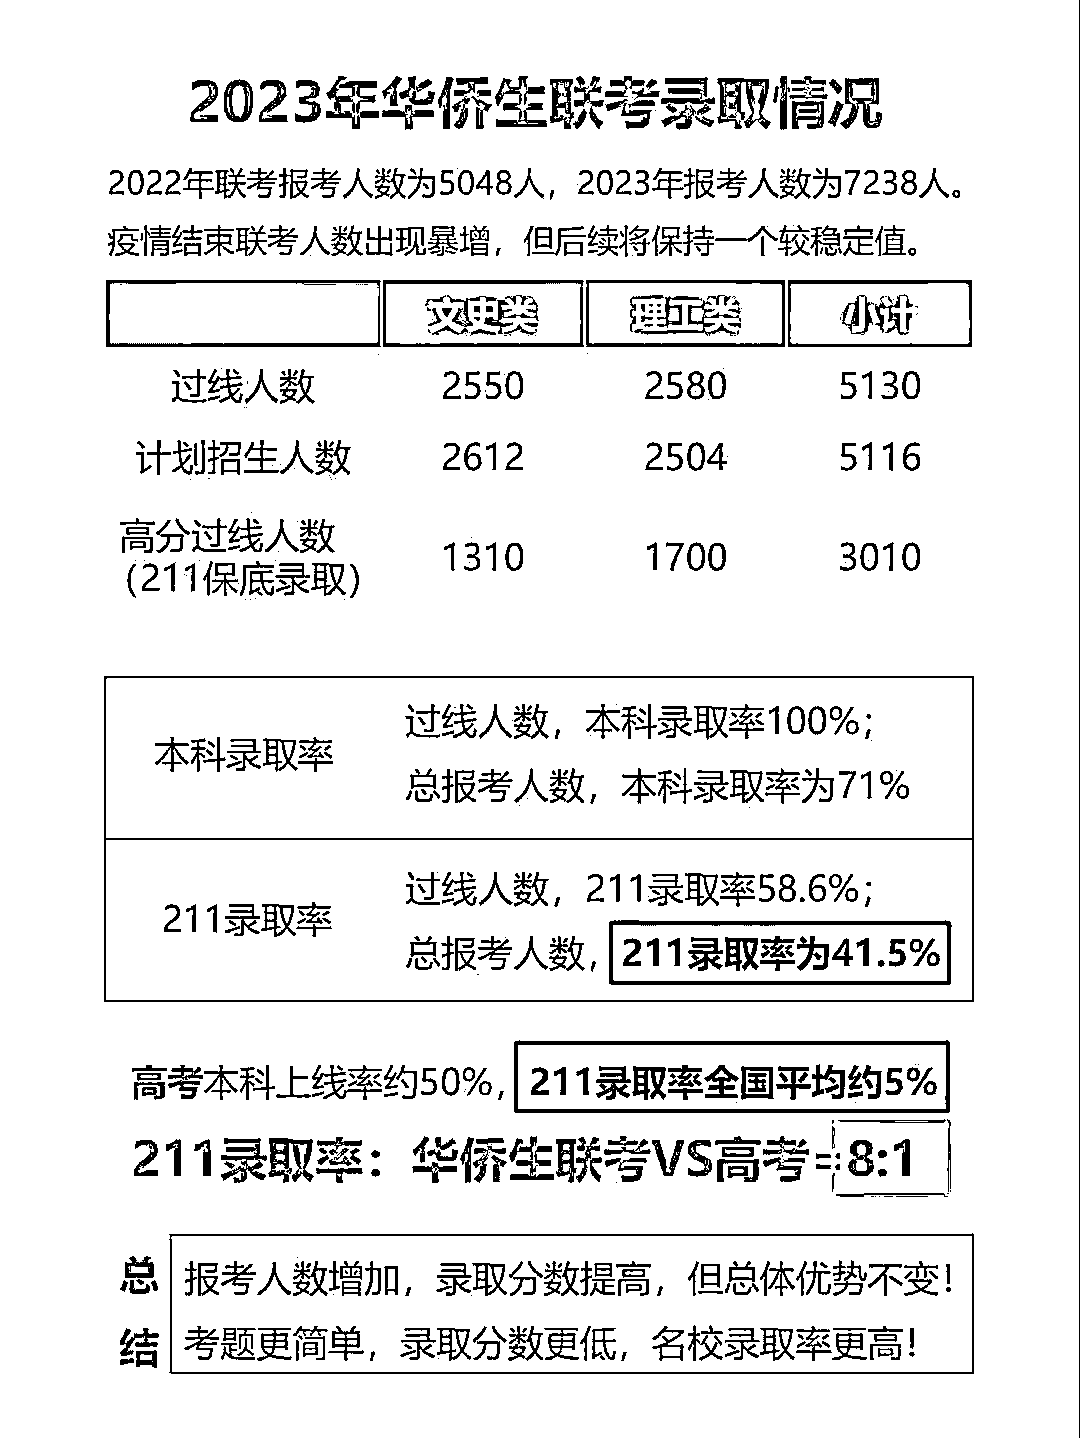 2023年华侨生联考录取情况
2022年联考报考人数为5048人，2023年报考人数为7238人。
疫情结束联考人数出现暴增，但后续将保持一个较稳定值。
文史类 理工类 小计
过线人数 2550 2580 5130
计划招生人数 2612 2504 5116
高分过线人数
（211保底录取） 1310 1700 3010
本科录取率
过线人数，本科录取率100%；
总报考人数，本科录取率为71%
211录取率
过线人数，211录取率58.6%；
总报考人数，211录取率为41.5%
高考本科上线率约50%，211录取率全国平均约5%
211录取率：华侨生联考VS高考=8:1
总结
报考人数增加，录取分数提高，但总体优势不变！
考题更简单，录取分数更低，名校录取率更高！